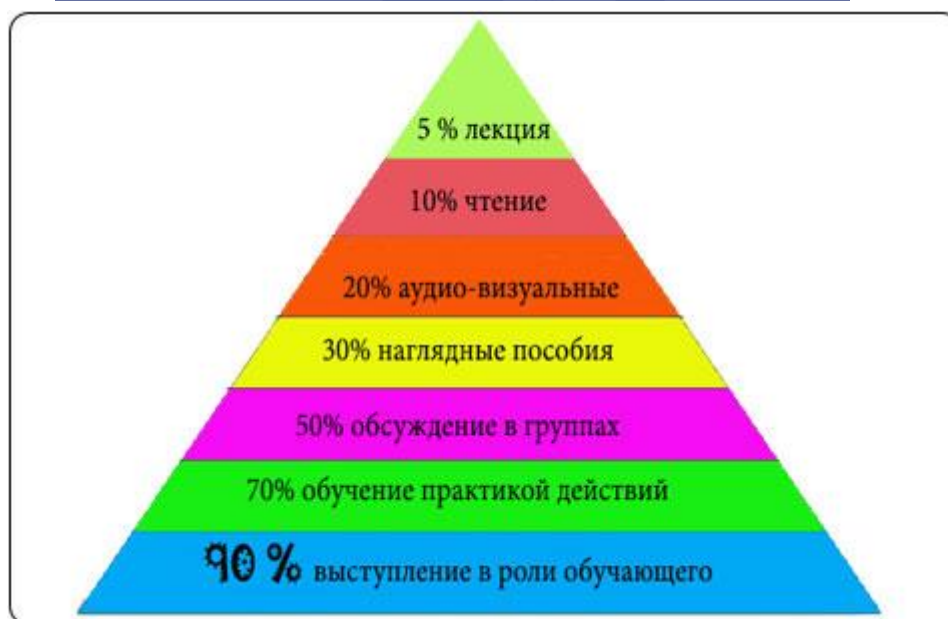 5 % лекция
10% чтение
20% аудио-визуальные
30% наглядные пособия
50% обсуждение в группах
70% обучение практикой действий
90 % выступление в роли обучающего